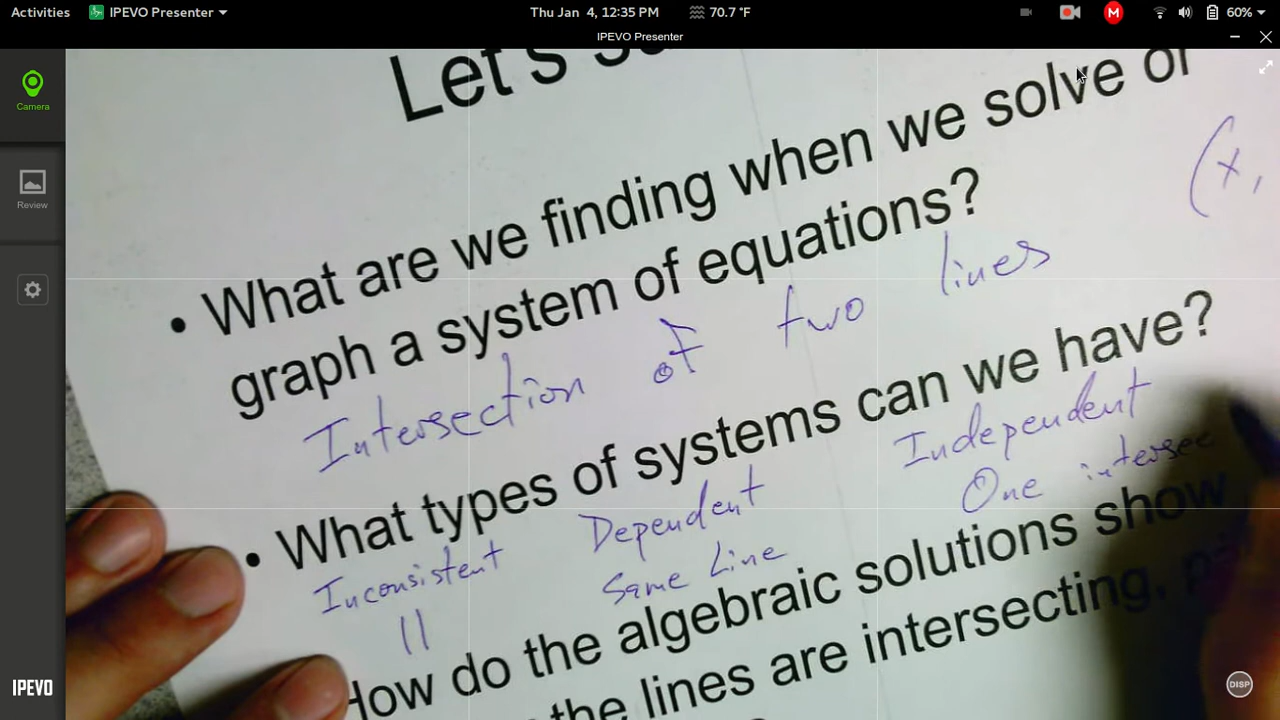 Activities IPEVO Presenter Thu Jan 4, 12:35 PM 70.7 °F M 60%
IPEVO Presenter
Camera
Review
IPEVO
DISP
Let's
• What are we finding when we solve or
graph a system of equations?
(x,
Intersection of two lines
• What types of systems can we have?
Inconsistent Dependent Independent
|| Same Line One intersec
How do the algebraic solutions show
the lines are intersecting,